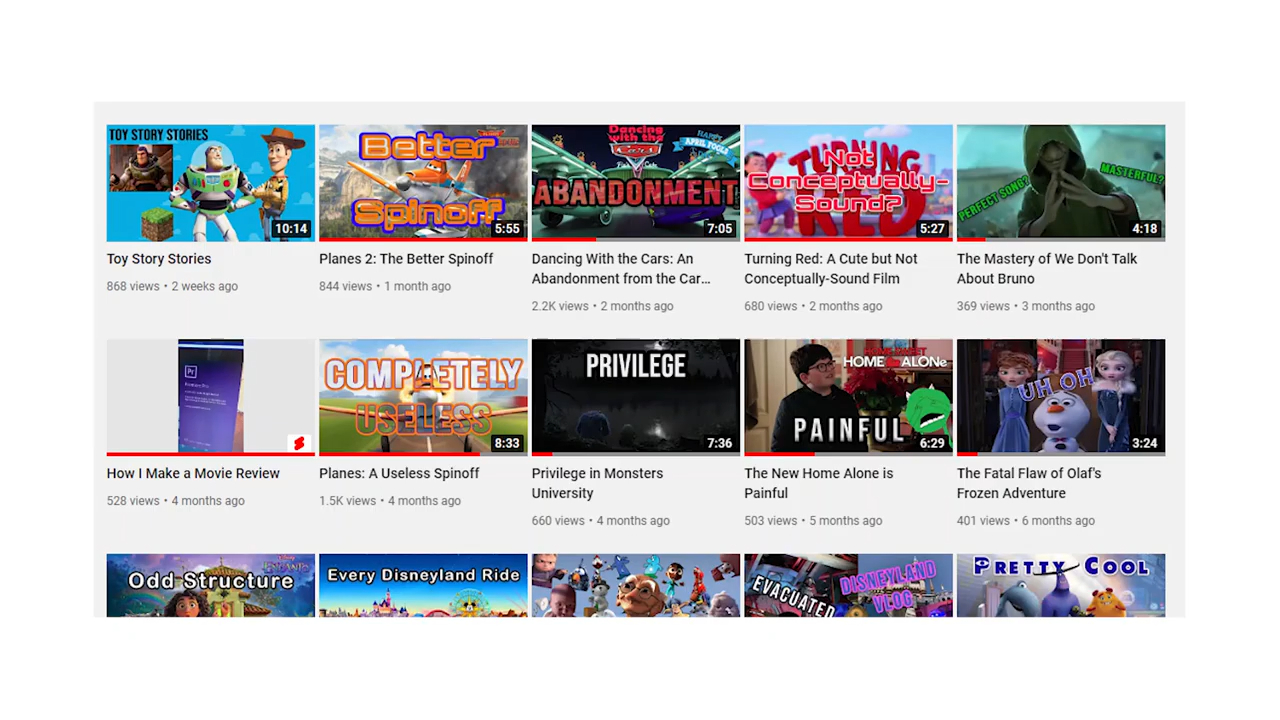 TOY STORY STORIES
10:14
Better
Spinoff
5:55
Dancing
with the
Cars
HAPPY
APRIL FOOLS
ABANDONMENT
7:05
TURNING
RED
Not
Conceptually-
Sound?
5:27
PERFECT SONG?
MASTERFUL?
4:18
Toy Story Stories
868 views • 2 weeks ago
Planes 2: The Better Spinoff
844 views • 1 month ago
Dancing With the Cars: An
Abandonment from the Car...
2.2K views • 2 months ago
Turning Red: A Cute but Not
Conceptually-Sound Film
680 views • 2 months ago
The Mastery of We Don't Talk
About Bruno
369 views • 3 months ago
Pr
COMPLETELY
USELESS
8:33
PRIVILEGE
7:36
HOME SWEET
HOME ALONe
PAINFUL
6:29
UH OH
3:24
How I Make a Movie Review
528 views • 4 months ago
Planes: A Useless Spinoff
1.5K views • 4 months ago
Privilege in Monsters
University
660 views • 4 months ago
The New Home Alone is
Painful
503 views • 5 months ago
The Fatal Flaw of Olaf's
Frozen Adventure
401 views • 6 months ago
Odd Structure
ENCANTO
Every Disneyland Ride
EVACUATED
DISNEYLAND
VLOG
PRETTY COOL